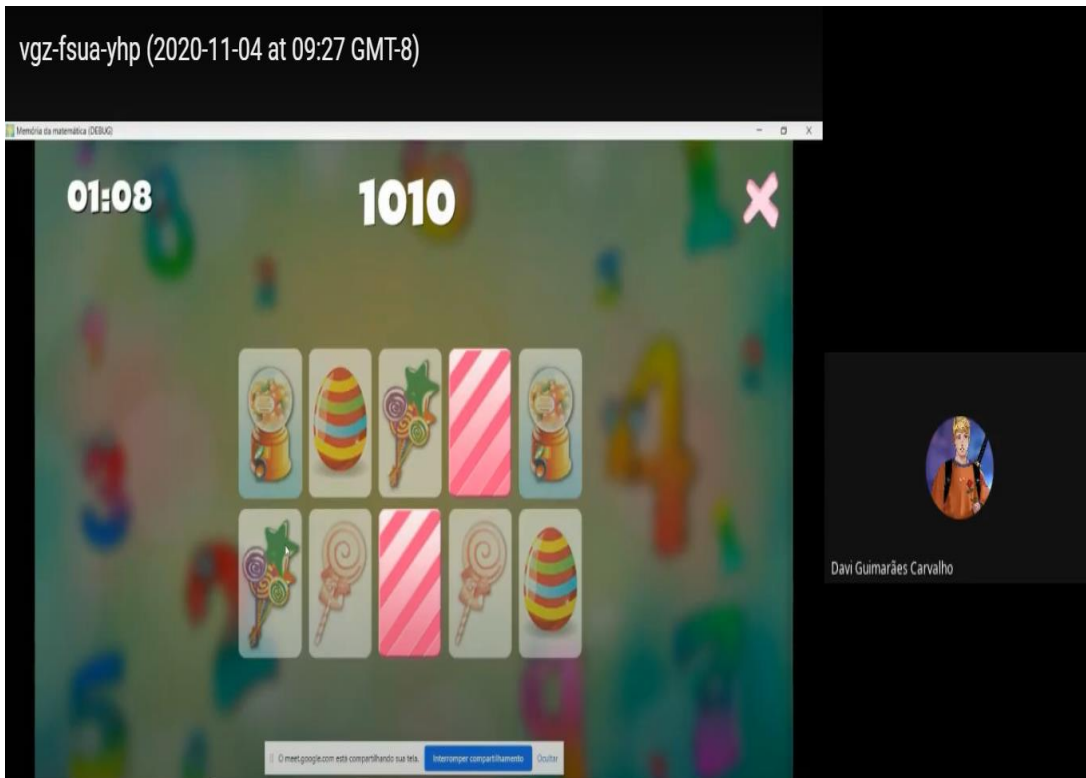 vgz-fsua-yhp (2020-11-04 at 09:27 GMT-8)
Memória da matemática (DEBUG)
01:08
1010
Davi Guimarães Carvalho
O meet.google.com está compartilhando sua tela.
Interromper compartilhamento
Ocultar